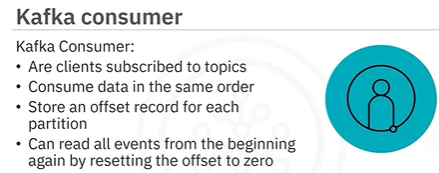 Kafka consumer
Kafka Consumer:
• Are clients subscribed to topics
• Consume data in the same order
• Store an offset record for each
partition
• Can read all events from the beginning
again by resetting the offset to zero